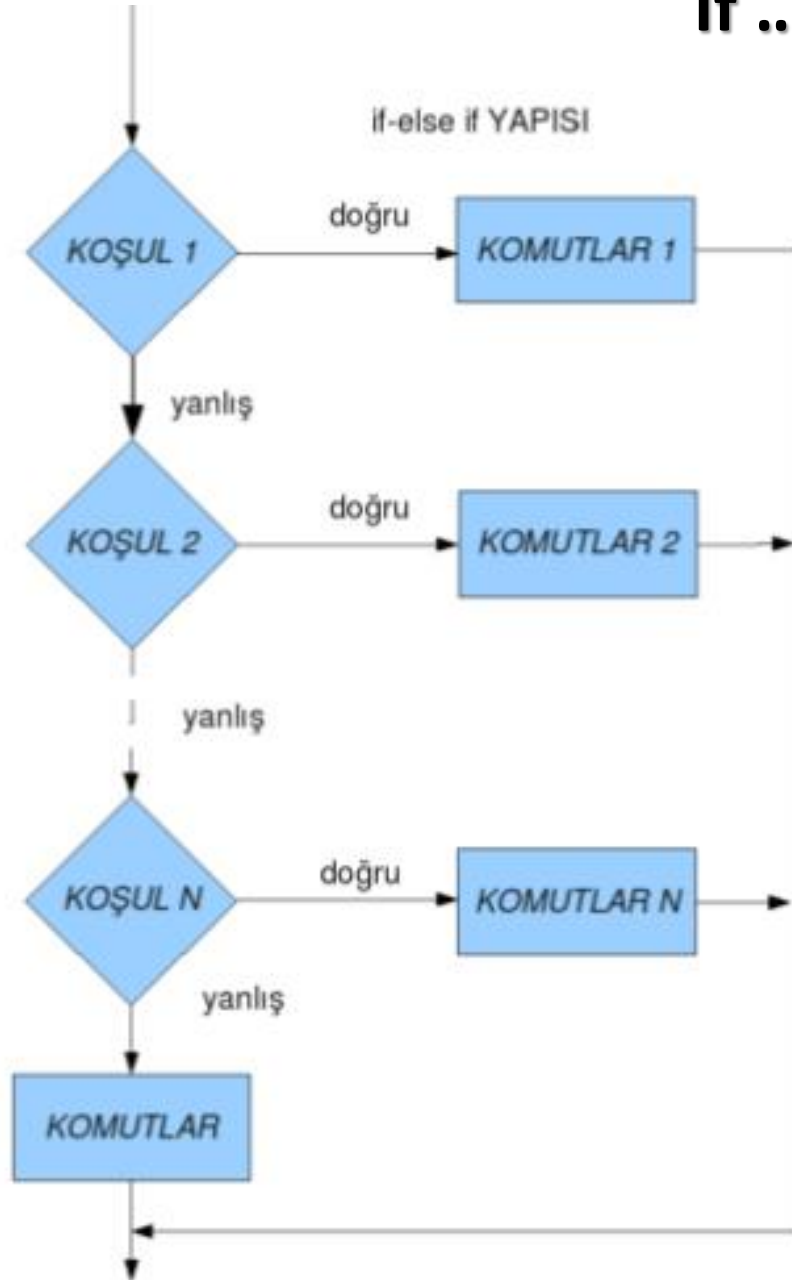 If ..
if-else if YAPISI
doğru
KOŞUL 1
KOMUTLAR 1
yanlış
doğru
KOŞUL 2
KOMUTLAR 2
yanlış
doğru
KOŞUL N
KOMUTLAR N
yanlış
KOMUTLAR